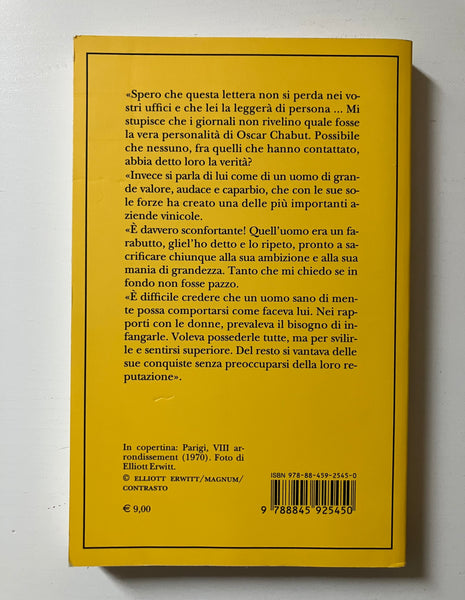 «Spero che questa lettera non si perda nei vo-
stri uffici e che lei la leggerà di persona ... Mi
stupisce che i giornali non rivelino quale fosse
la vera personalità di Oscar Chabut. Possibile
che nessuno, fra quelli che hanno contattato,
abbia detto loro la verità?
«Invece si parla di lui come di un uomo di gran-
de valore, audace e caparbio, che con le sue so-
le forze ha creato una delle più importanti a-
ziende vinicole.
«È davvero sconfortante! Quell'uomo era un fa-
rabutto, gliel'ho detto e lo ripeto, pronto a sa-
crificare chiunque alla sua ambizione e alla sua
mania di grandezza. Tanto che mi chiedo se in
fondo non fosse pazzo.
«È difficile credere che un uomo sano di men-
te possa comportarsi come faceva lui. Nei rap-
porti con le donne, prevaleva il bisogno di in-
fangarle. Voleva possederle tutte, ma per svilir-
le e sentirsi superiore. Del resto si vantava delle
sue conquiste senza preoccuparsi della loro re-
putazione».
In copertina: Parigi, VIII ar-
rondissement (1970). Foto di
Elliott Erwitt.
© ELLIOTT ERWITT/MAGNUM/
CONTRASTO
€ 9,00
ISBN 978-88-459-2545-0
9 788845 925450